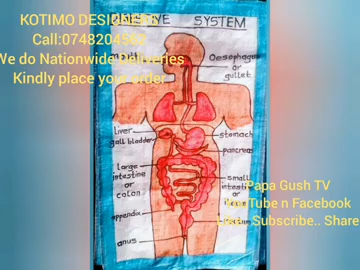 KOTIMO DESIGNERS
SYSTEM
Call:0748204563
We do Nationwide Deliveries
Oesophagus
or
gullet
Kindly place your order
liver
gall bladder
stomach
pancreas
large
intestine
or
colon
small
appendix
anus
Papa Gush TV
YouTube n Facebook
Like.. Subscribe.. Share